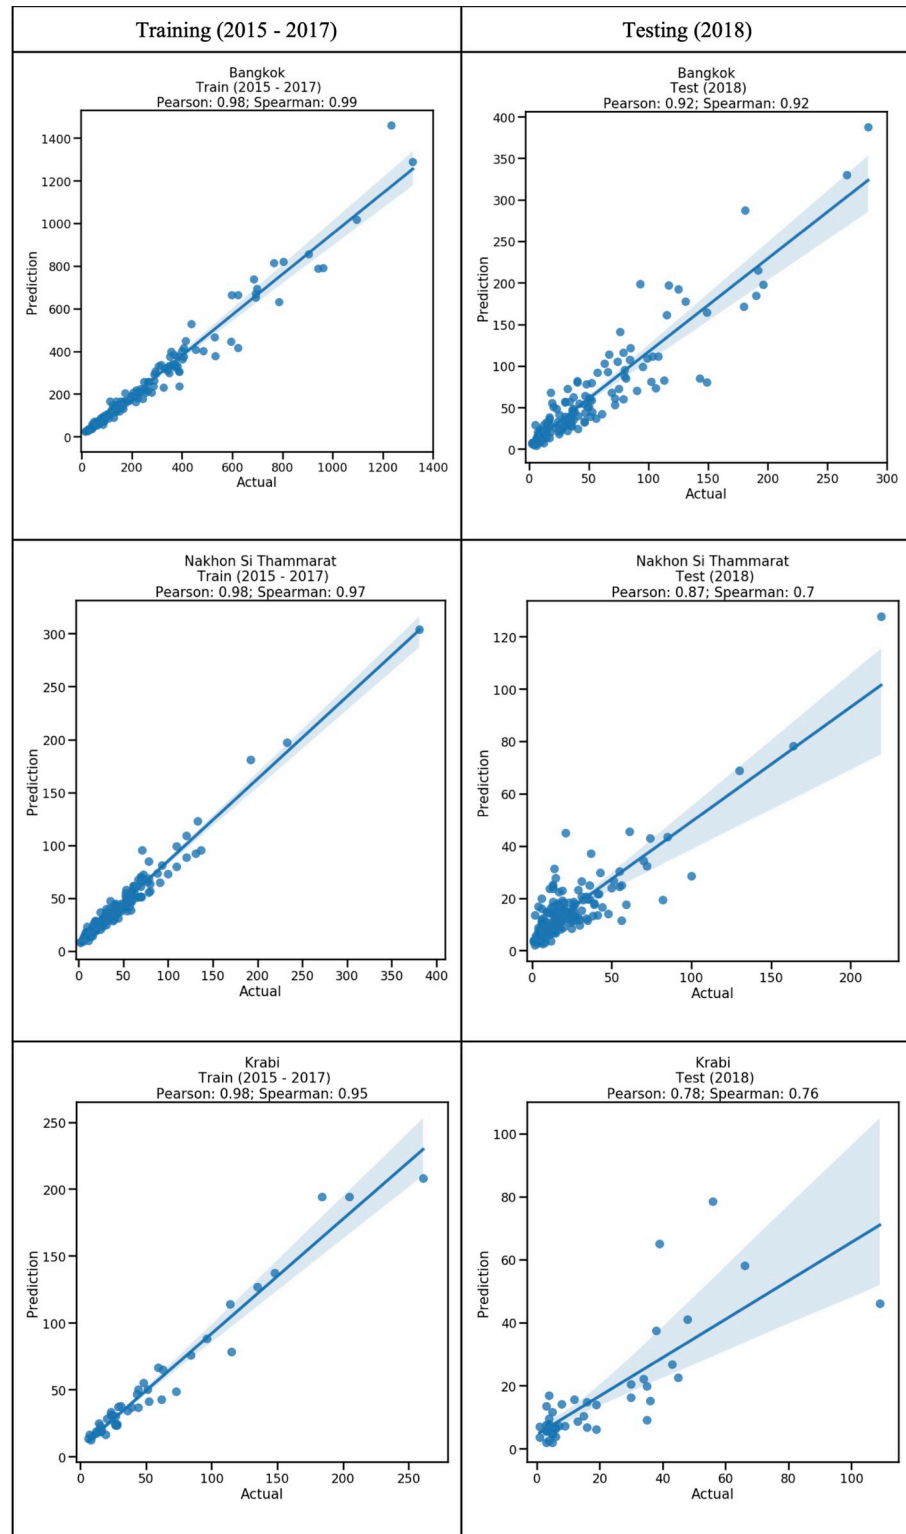 Training (2015 - 2017)
Testing (2018)
Bangkok
Train (2015 - 2017)
Pearson: 0.98; Spearman: 0.99
1400
1200
1000
800
600
400
200
0
Prediction
0 200 400 600 800 1000 1200 1400
Actual
Bangkok
Test (2018)
Pearson: 0.92; Spearman: 0.92
400
350
300
250
200
150
100
50
0
Prediction
0 50 100 150 200 250 300
Actual
Nakhon Si Thammarat
Train (2015 - 2017)
Pearson: 0.98; Spearman: 0.97
300
250
200
150
100
50
0
Prediction
0 50 100 150 200 250 300 350 400
Actual
Nakhon Si Thammarat
Test (2018)
Pearson: 0.87; Spearman: 0.7
120
100
80
60
40
20
0
Prediction
0 50 100 150 200
Actual
Krabi
Train (2015 - 2017)
Pearson: 0.98; Spearman: 0.95
250
200
150
100
50
0
Prediction
0 50 100 150 200 250
Actual
Krabi
Test (2018)
Pearson: 0.78; Spearman: 0.76
100
80
60
40
20
0
Prediction
0 20 40 60 80 100
Actual